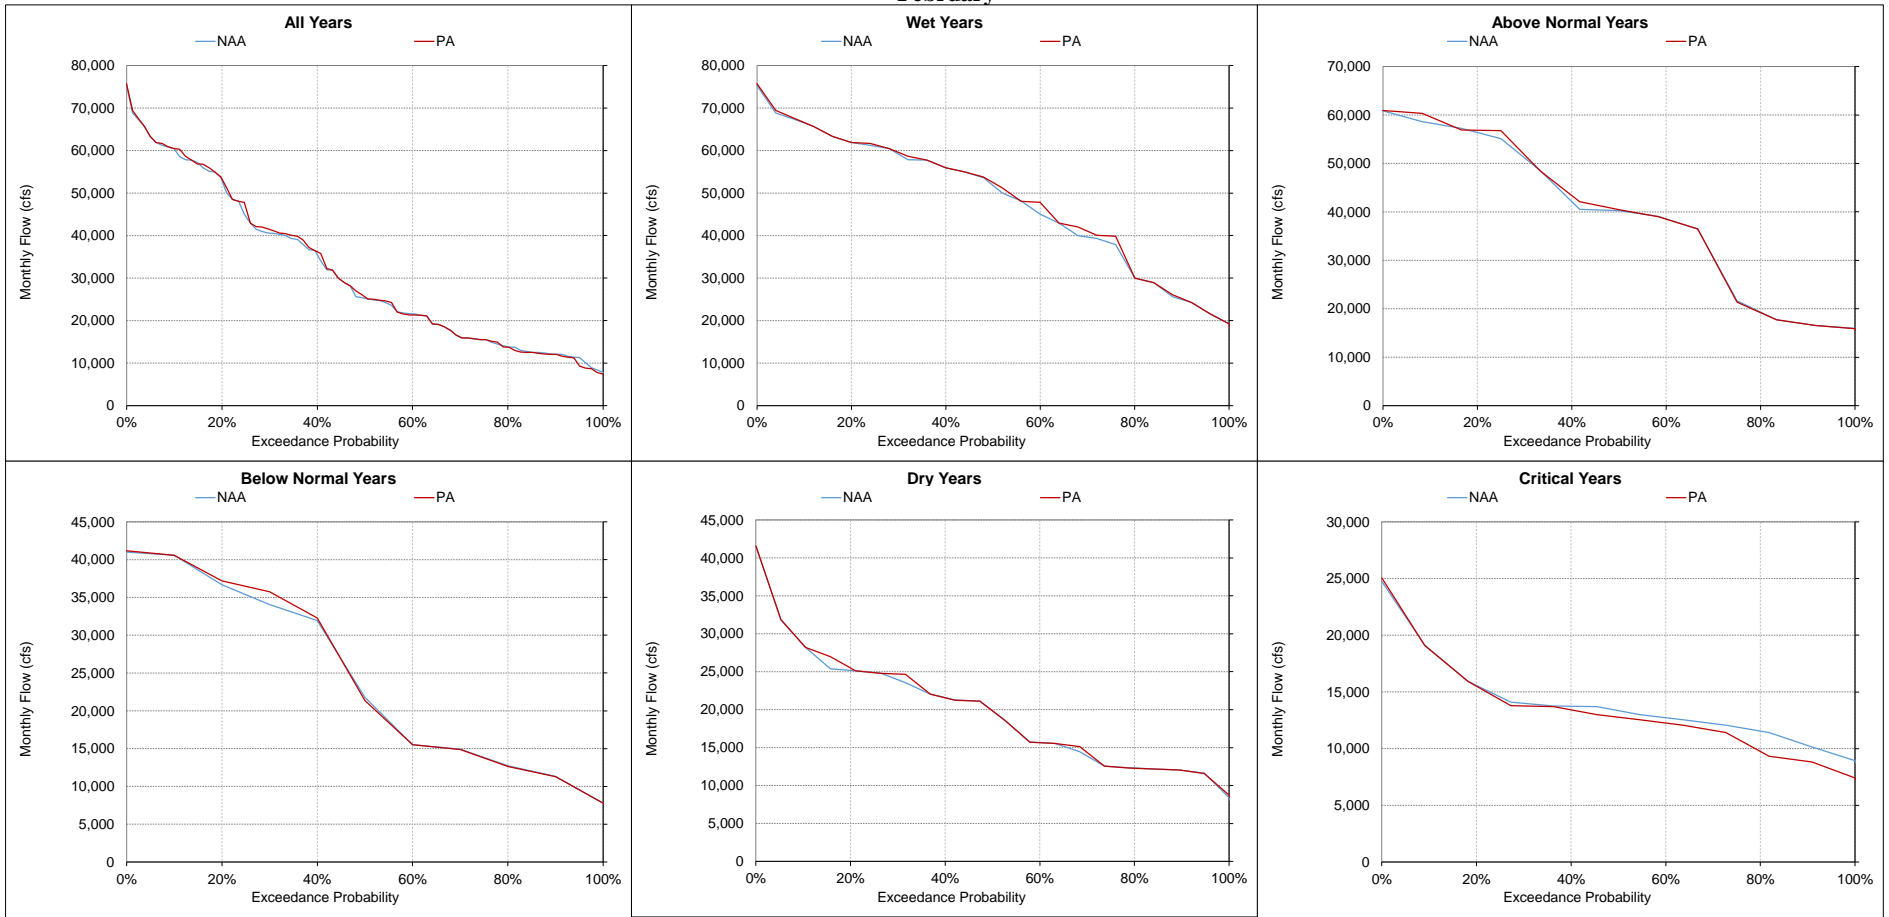 February
All Years
NAA PA
80,000
70,000
60,000
50,000
40,000
30,000
20,000
10,000
0
0% 20% 40% 60% 80% 100%
Monthly Flow (cfs)
Exceedance Probability
Wet Years
NAA PA
80,000
70,000
60,000
50,000
40,000
30,000
20,000
10,000
0
0% 20% 40% 60% 80% 100%
Monthly Flow (cfs)
Exceedance Probability
Above Normal Years
NAA PA
70,000
60,000
50,000
40,000
30,000
20,000
10,000
0
0% 20% 40% 60% 80% 100%
Monthly Flow (cfs)
Exceedance Probability
Below Normal Years
NAA PA
45,000
40,000
35,000
30,000
25,000
20,000
15,000
10,000
5,000
0
0% 20% 40% 60% 80% 100%
Monthly Flow (cfs)
Exceedance Probability
Dry Years
NAA PA
45,000
40,000
35,000
30,000
25,000
20,000
15,000
10,000
5,000
0
0% 20% 40% 60% 80% 100%
Monthly Flow (cfs)
Exceedance Probability
Critical Years
NAA PA
30,000
25,000
20,000
15,000
10,000
5,000
0
0% 20% 40% 60% 80% 100%
Monthly Flow (cfs)
Exceedance Probability